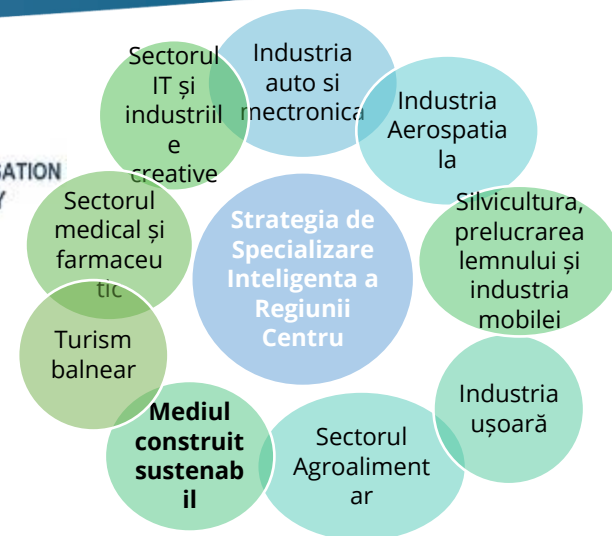 Industria
auto si
mectronica
Industria
Aerospatia
la
Silvicultura,
prelucrarea
lemnului și
industria
mobilei
Industria
ușoară
Sectorul
Agroaliment
ar
Mediul
construit
sustenab
il
Turism
balnear
Sectorul
medical și
farmaceu
tic
Sectorul
IT și
industriil
e
creative
Strategia de
Specializare
Inteligenta a
Regiunii
Centru